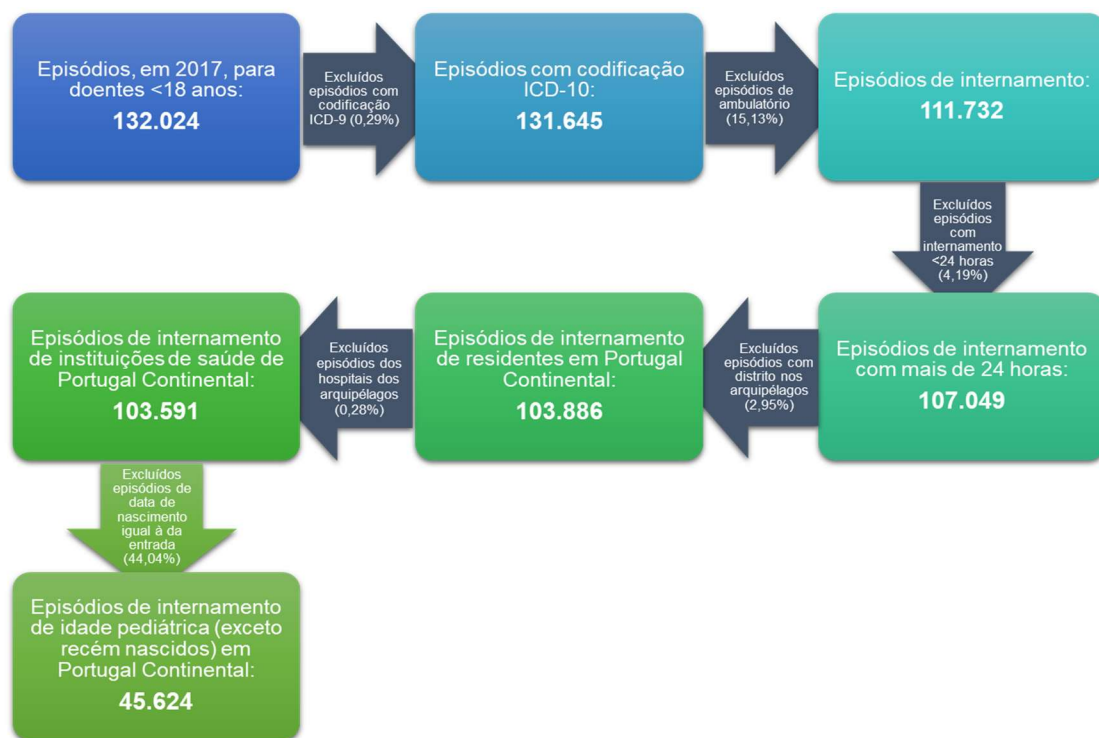 Episódios, em 2017, para
doentes <18 anos:
132.024
Excluídos
episódios com
codificação
ICD-9 (0,29%)
Episódios com codificação
ICD-10:
131.645
Excluídos
episódios de
ambulatório
(15,13%)
Episódios de internamento:
111.732
Excluídos
episódios
com
internamento
<24 horas
(4,19%)
Episódios de internamento
com mais de 24 horas:
107.049
Excluídos
episódios com
distrito nos
arquipélagos
(2,95%)
Episódios de internamento
de residentes em Portugal
Continental:
103.886
Excluídos
episódios dos
hospitais dos
arquipélagos
(0,28%)
Episódios de internamento
de instituições de saúde de
Portugal Continental:
103.591
Excluídos
episódios de
data de
nascimento
igual à da
entrada
(44,04%)
Episódios de internamento
de idade pediátrica (exceto
recém nascidos) em
Portugal Continental:
45.624